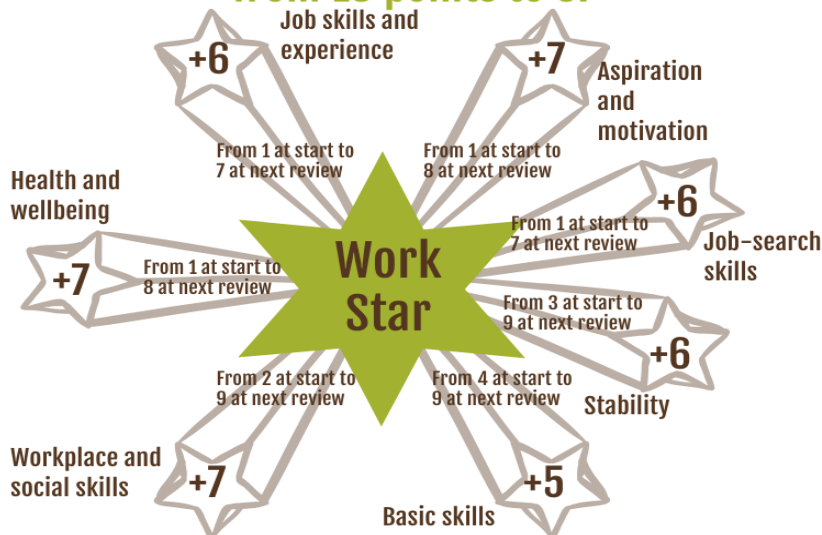 Job skills and
experience
+6
From 1 at start to
7 at next review
+7
Aspiration
and
motivation
From 1 at start to
8 at next review
+6
Job-search
skills
From 1 at start to
7 at next review
Health and
wellbeing
+7
From 1 at start to
8 at next review
Work
Star
From 3 at start to
9 at next review
+6
Stability
From 2 at start to
9 at next review
+7
Workplace and
social skills
From 4 at start to
9 at next review
+5
Basic skills